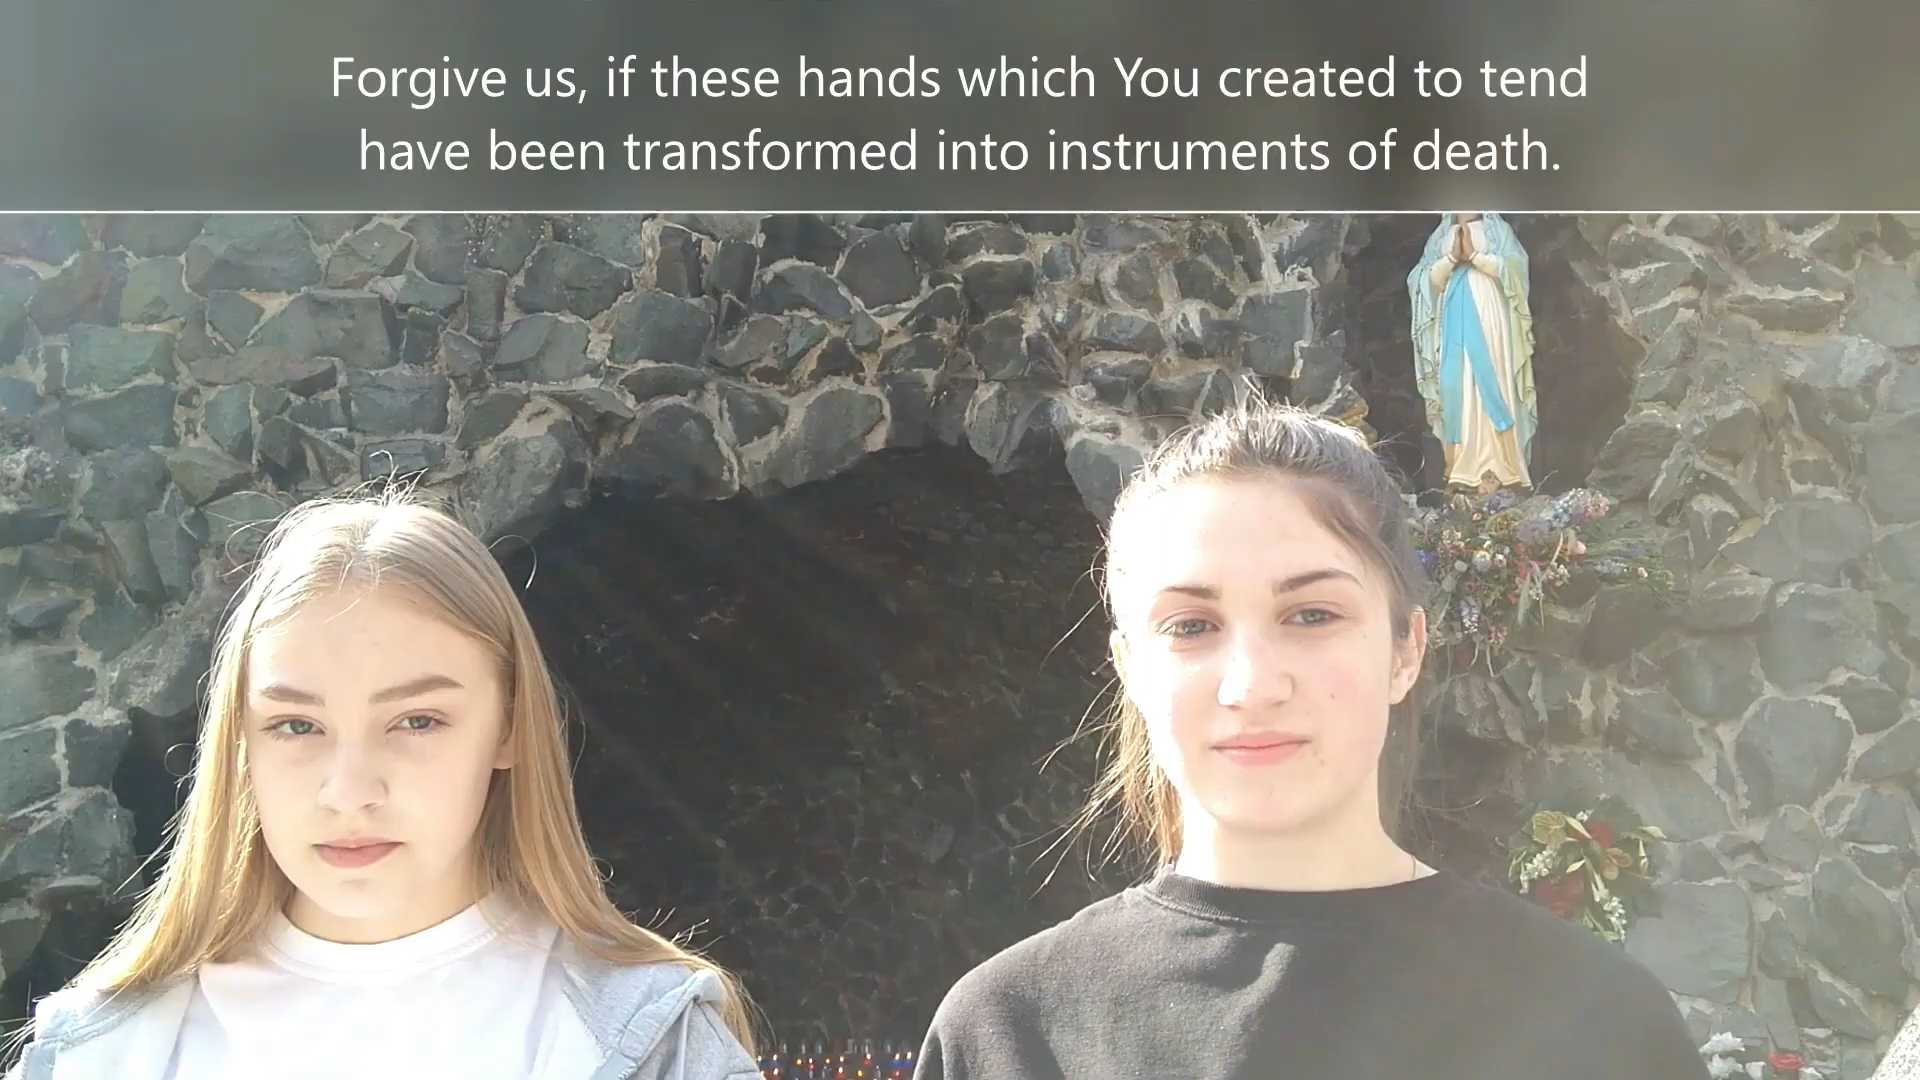 Forgive us, if these hands which You created to tend
have been transformed into instruments of death.